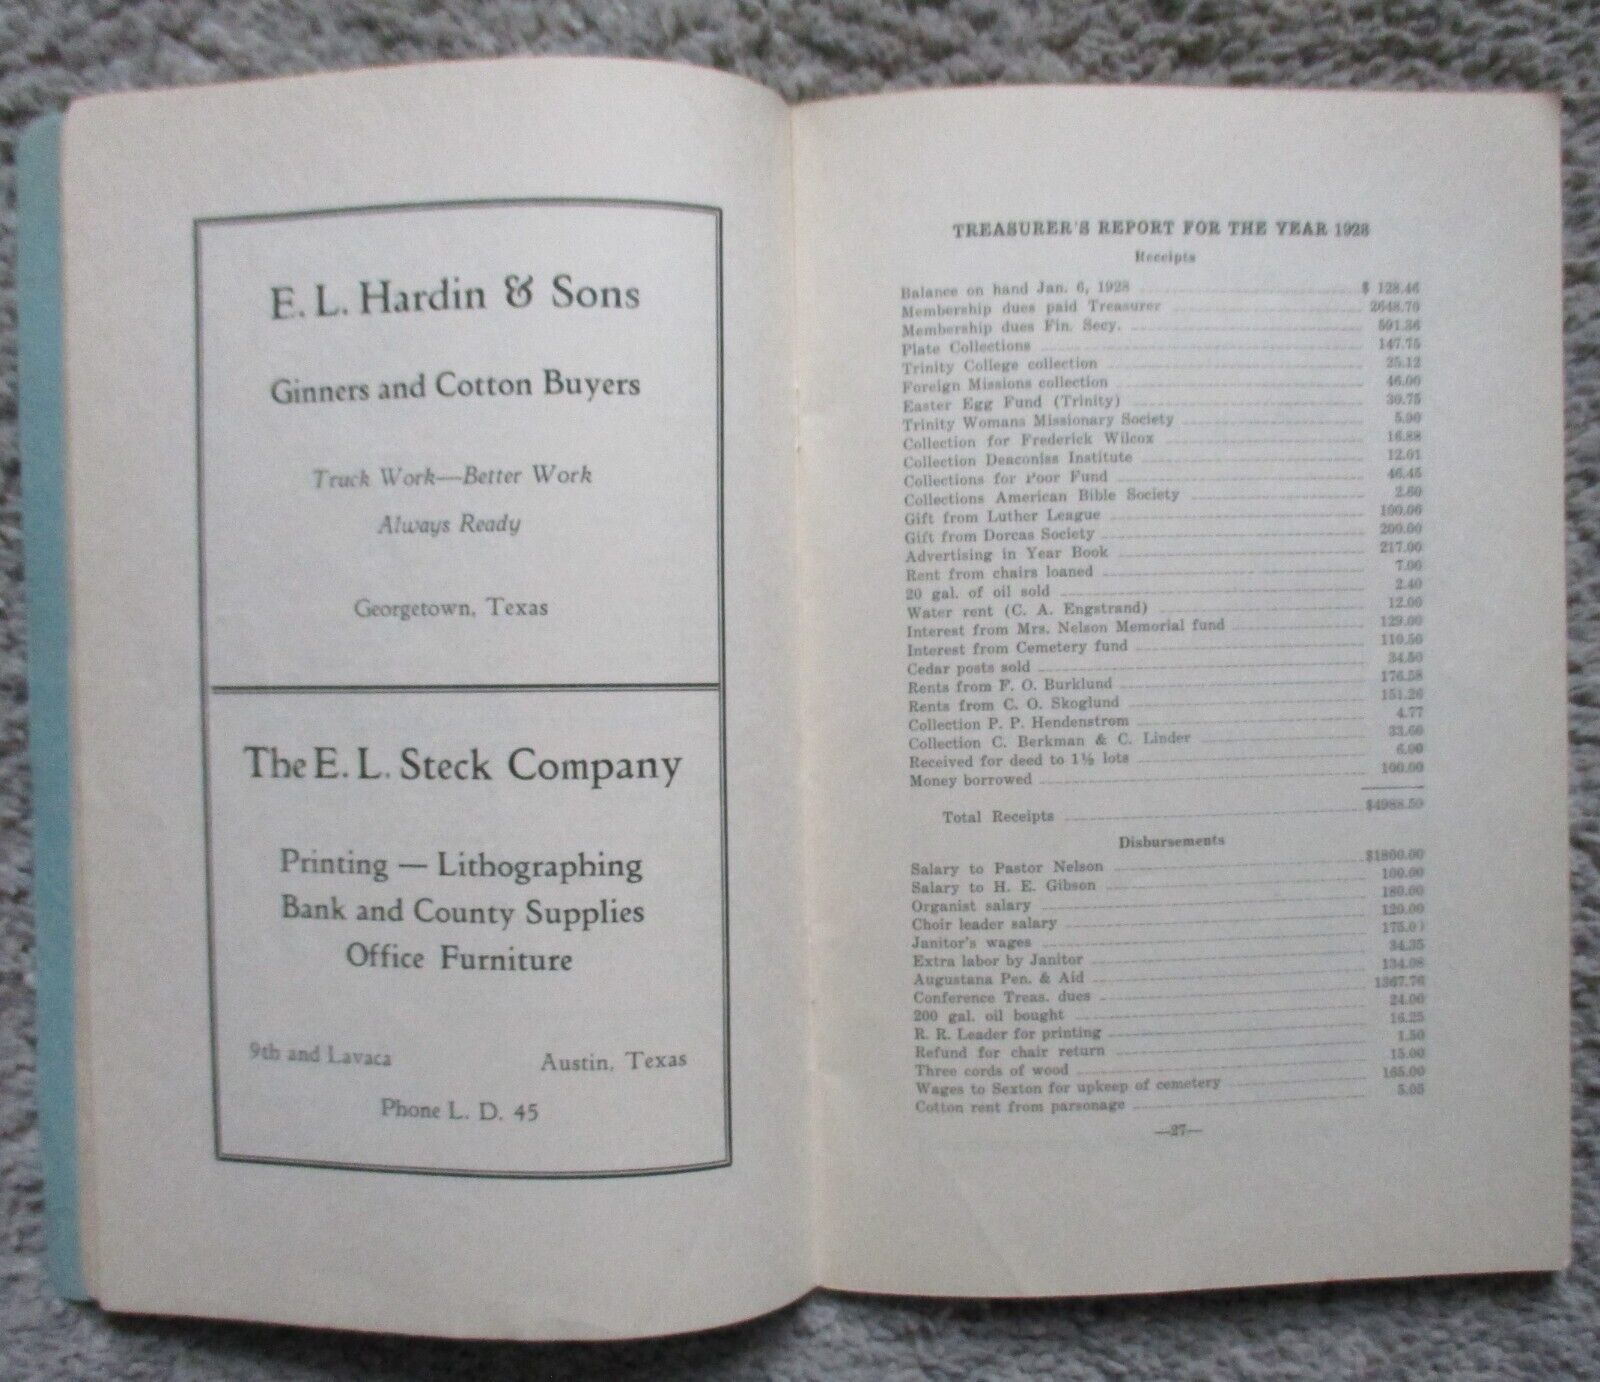 E. L. Hardin & Sons
Ginners and Cotton Buyers
Truck Work—Better Work
Always Ready
Georgetown, Texas
The E. L. Steck Company
Printing — Lithographing
Bank and County Supplies
Office Furniture
9th and Lavaca Austin, Texas
Phone L. D. 45
TREASURER'S REPORT FOR THE YEAR 1928
Receipts
Balance on hand Jan. 6, 1928 $ 128.46
Membership dues paid Treasurer 2648.76
Membership dues Fin. Secy. 591.36
Plate Collections 147.75
Trinity College collection 25.12
Foreign Missions collection 46.00
Easter Egg Fund (Trinity) 30.75
Trinity Womans Missionary Society 5.90
Collection for Frederick Wilcox 16.88
Collection Deaconiss Institute 12.01
Collections for Poor Fund 46.45
Collections American Bible Society 2.60
Gift from Luther League 100.00
Gift from Dorcas Society 200.00
Advertising in Year Book 217.00
Rent from chairs loaned 7.00
20 gal. of oil sold 2.40
Water rent (C. A. Engstrand) 12.00
Interest from Mrs. Nelson Memorial fund 129.00
Interest from Cemetery fund 110.50
Cedar posts sold 34.50
Rents from F. O. Burklund 176.58
Rents from C. O. Skoglund 151.26
Collection P. P. Hendenstrom 4.77
Collection C. Berkman & C. Linder 33.60
Received for deed to 1½ lots 6.00
Money borrowed 100.00
Total Receipts $4988.50
Disbursements
Salary to Pastor Nelson $1800.00
Salary to H. E. Gibson 100.00
Organist salary 180.00
Choir leader salary 120.00
Janitor's wages 175.00
Extra labor by Janitor 34.35
Augustana Pen. & Aid 134.08
Conference Treas. dues 1367.76
200 gal. oil bought 24.00
R. R. Leader for printing 16.25
Refund for chair return 1.50
Three cords of wood 15.00
Wages to Sexton for upkeep of cemetery 165.00
Cotton rent from parsonage 5.05
—27—